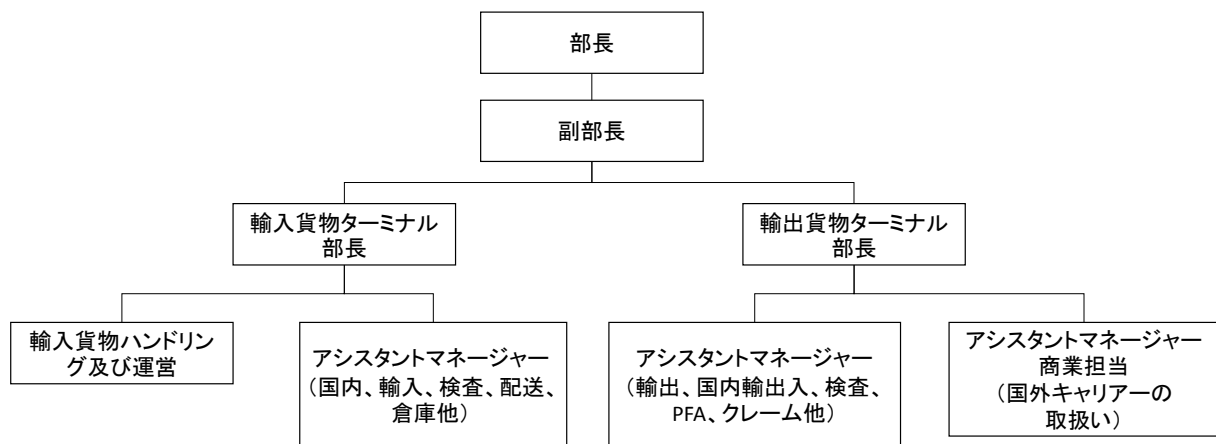 部長
副部長
輸入貨物ターミナル
部長
輸出貨物ターミナル
部長
輸入貨物ハンドリン
グ及び運営
アシスタントマネージャー
（国内、輸入、検査、配送、
倉庫他）
アシスタントマネージャー
（輸出、国内輸出入、検査、
PFA、クレーム他）
アシスタントマネージャー
商業担当
（国外キャリアーの
取扱い）